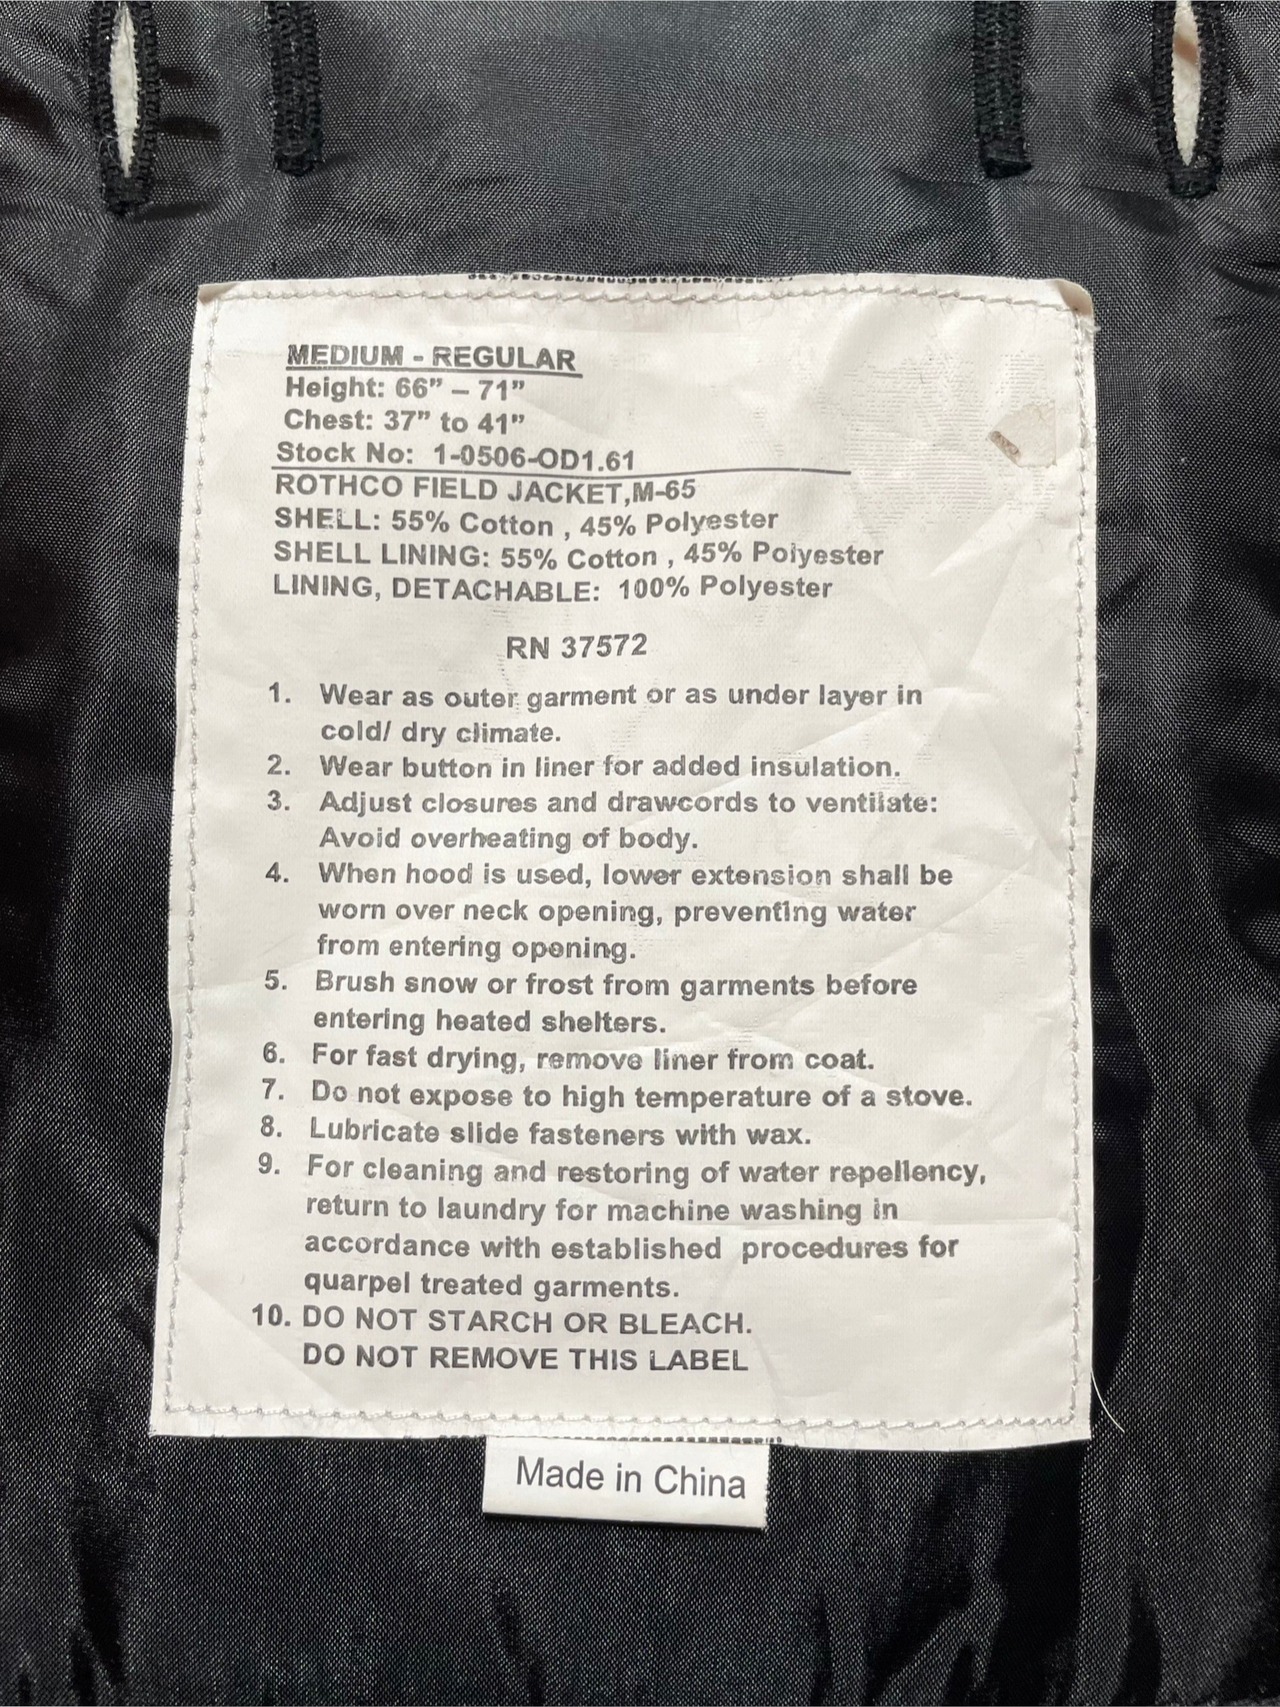 MEDIUM - REGULAR
Height: 66" – 71"
Chest: 37" to 41"
Stock No: 1-0506-OD1.61
ROTHCO FIELD JACKET,M-65
SHELL: 55% Cotton , 45% Polyester
SHELL LINING: 55% Cotton , 45% Polyester
LINING, DETACHABLE: 100% Polyester
RN 37572
1. Wear as outer garment or as under layer in
cold/ dry climate.
2. Wear button in liner for added insulation.
3. Adjust closures and drawcords to ventilate:
Avoid overheating of body.
4. When hood is used, lower extension shall be
worn over neck opening, preventing water
from entering opening.
5. Brush snow or frost from garments before
entering heated shelters.
6. For fast drying, remove liner from coat.
7. Do not expose to high temperature of a stove.
8. Lubricate slide fasteners with wax.
9. For cleaning and restoring of water repellency,
return to laundry for machine washing in
accordance with established procedures for
quarpel treated garments.
10. DO NOT STARCH OR BLEACH.
DO NOT REMOVE THIS LABEL
Made in China